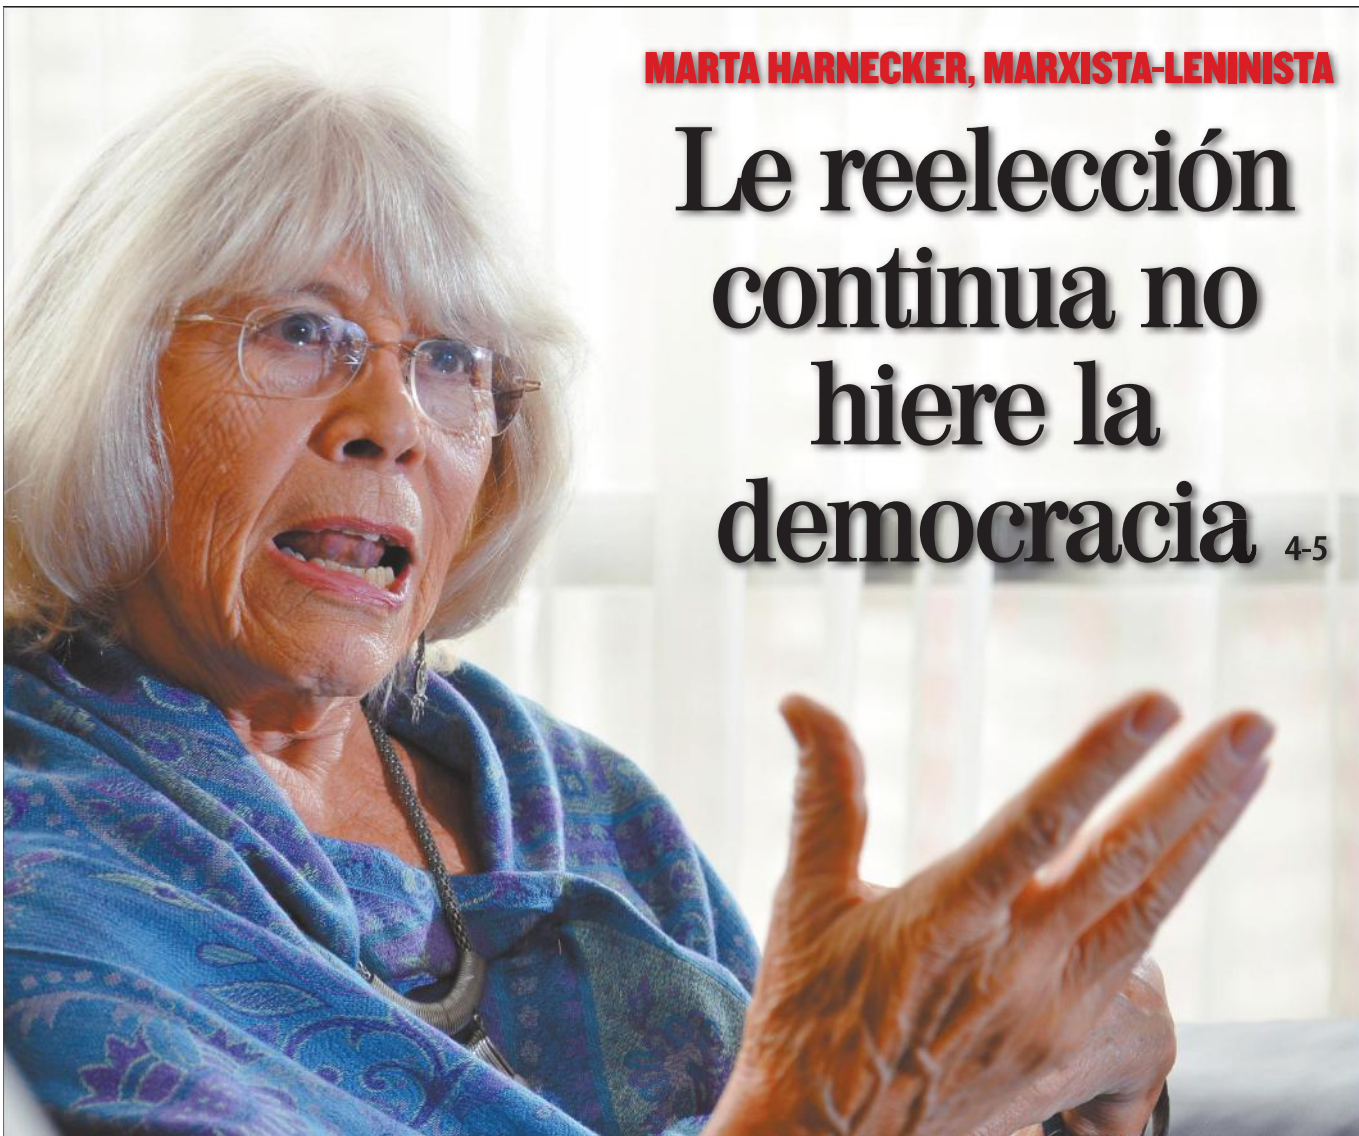 MARTA HARNECKER, MARXISTA-LENINISTA
Le reelección
continua no
hiere la
democracia 4-5